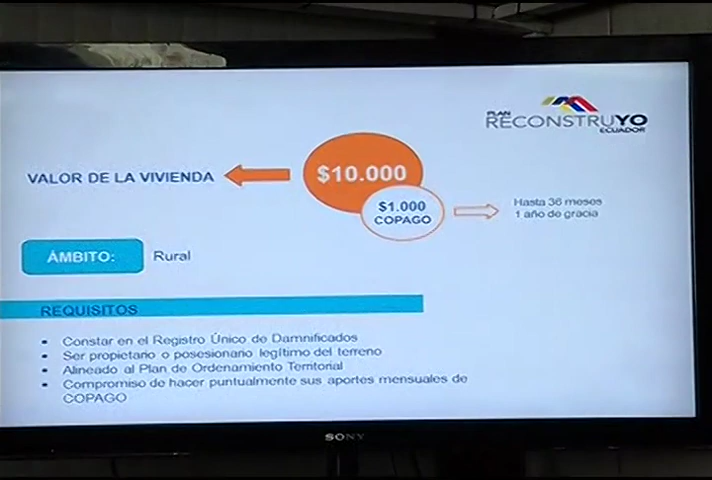 PLAN
RECONSTRUYO
ECUADOR
VALOR DE LA VIVIENDA
$10.000
$1.000
COPAGO
Hasta 36 meses
1 año de gracia
ÁMBITO:
Rural
REQUISITOS
• Constar en el Registro Único de Damnificados
• Ser propietario o posesionario legítimo del terreno
• Alineado al Plan de Ordenamiento Territorial
• Compromiso de hacer puntualmente sus aportes mensuales de
COPAGO
SONY